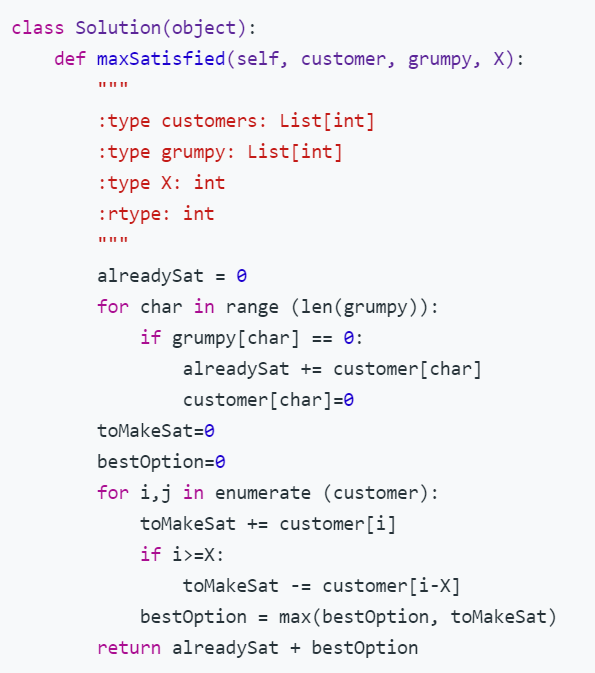 class Solution(object):
    def maxSatisfied(self, customer, grumpy, X):
        """
        :type customers: List[int]
        :type grumpy: List[int]
        :type X: int
        :rtype: int
        """
        alreadySat = 0
        for char in range (len(grumpy)):
            if grumpy[char] == 0:
                alreadySat += customer[char]
                customer[char]=0
        toMakeSat=0
        bestOption=0
        for i,j in enumerate (customer):
            toMakeSat += customer[i]
            if i>=X:
                toMakeSat -= customer[i-X]
            bestOption = max(bestOption, toMakeSat)
        return alreadySat + bestOption